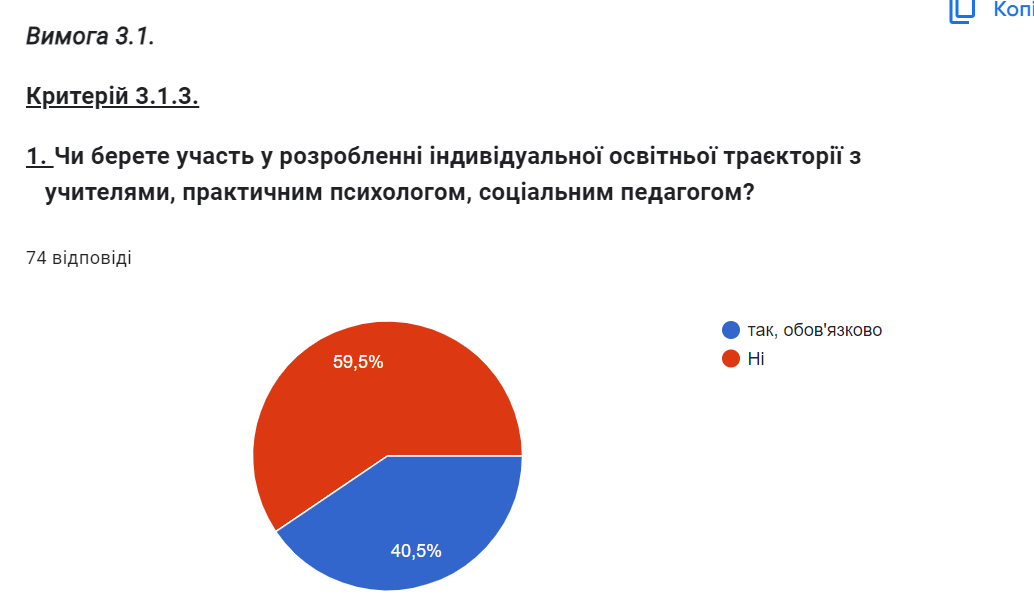 Копі
Вимога 3.1.
Критерій 3.1.3.
1. Чи берете участь у розробленні індивідуальної освітньої траєкторії з
учителями, практичним психологом, соціальним педагогом?
74 відповіді
так, обов'язково
Ні
59,5%
40,5%